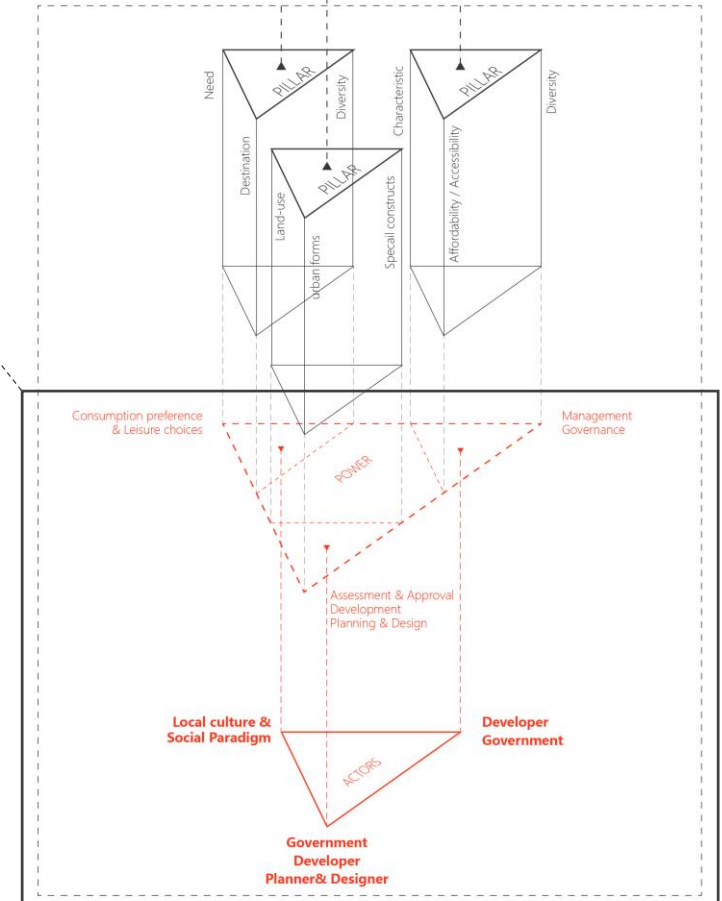 Need
PILLAR
Diversity
Destination
Characteristic
PILLAR
Diversity
Affordability / Accessibility
Land-use
PILLAR
urban forms
Specail constructs
Consumption preference
& Leisure choices
Management
Governance
POWER
Assessment & Approval
Development
Planning & Design
Local culture &
Social Paradigm
Developer
Government
ACTORS
Government
Developer
Planner& Designer